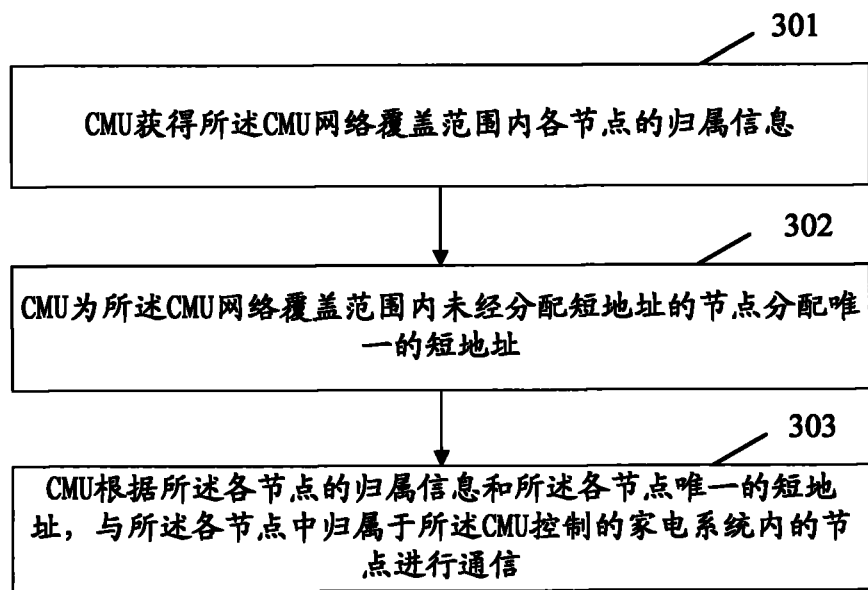 301
CMU获得所述CMU网络覆盖范围内各节点的归属信息
302
CMU为所述CMU网络覆盖范围内未经分配短地址的节点分配唯
一的短地址
303
CMU根据所述各节点的归属信息和所述各节点唯一的短地
址，与所述各节点中归属于所述CMU控制的家电系统内的节
点进行通信